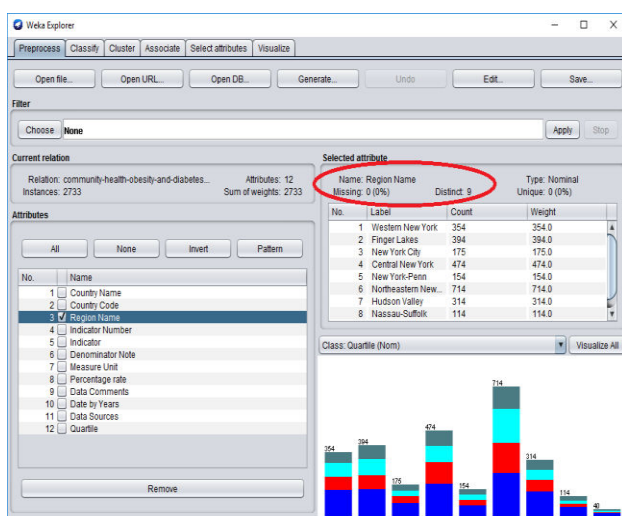 Weka Explorer
Preprocess Classify Cluster Associate Select attributes Visualize
Open file... Open URL... Open DB... Generate... Undo Edit... Save...
Filter
Choose None Apply Stop
Current relation
Relation: community-health-obesity-and-diabetes... Attributes: 12
Instances: 2733 Sum of weights: 2733
Attributes
All None Invert Pattern
No. Name
1 Country Name
2 Country Code
3 Region Name
4 Indicator Number
5 Indicator
6 Denominator Note
7 Measure Unit
8 Percentage rate
9 Data Comments
10 Date by Years
11 Data Sources
12 Quartile
Remove
Selected attribute
Name: Region Name Type: Nominal
Missing: 0 (0%) Distinct: 9 Unique: 0 (0%)
No. Label Count Weight
1 Western New York 354 354.0
2 Finger Lakes 394 394.0
3 New York City 175 175.0
4 Central New York 474 474.0
5 New York-Penn 154 154.0
6 Northeastern New... 714 714.0
7 Hudson Valley 314 314.0
8 Nassau-Suffolk 114 114.0
Class: Quartile (Nom) Visualize All
354 394 175 474 154 714 314 114 40